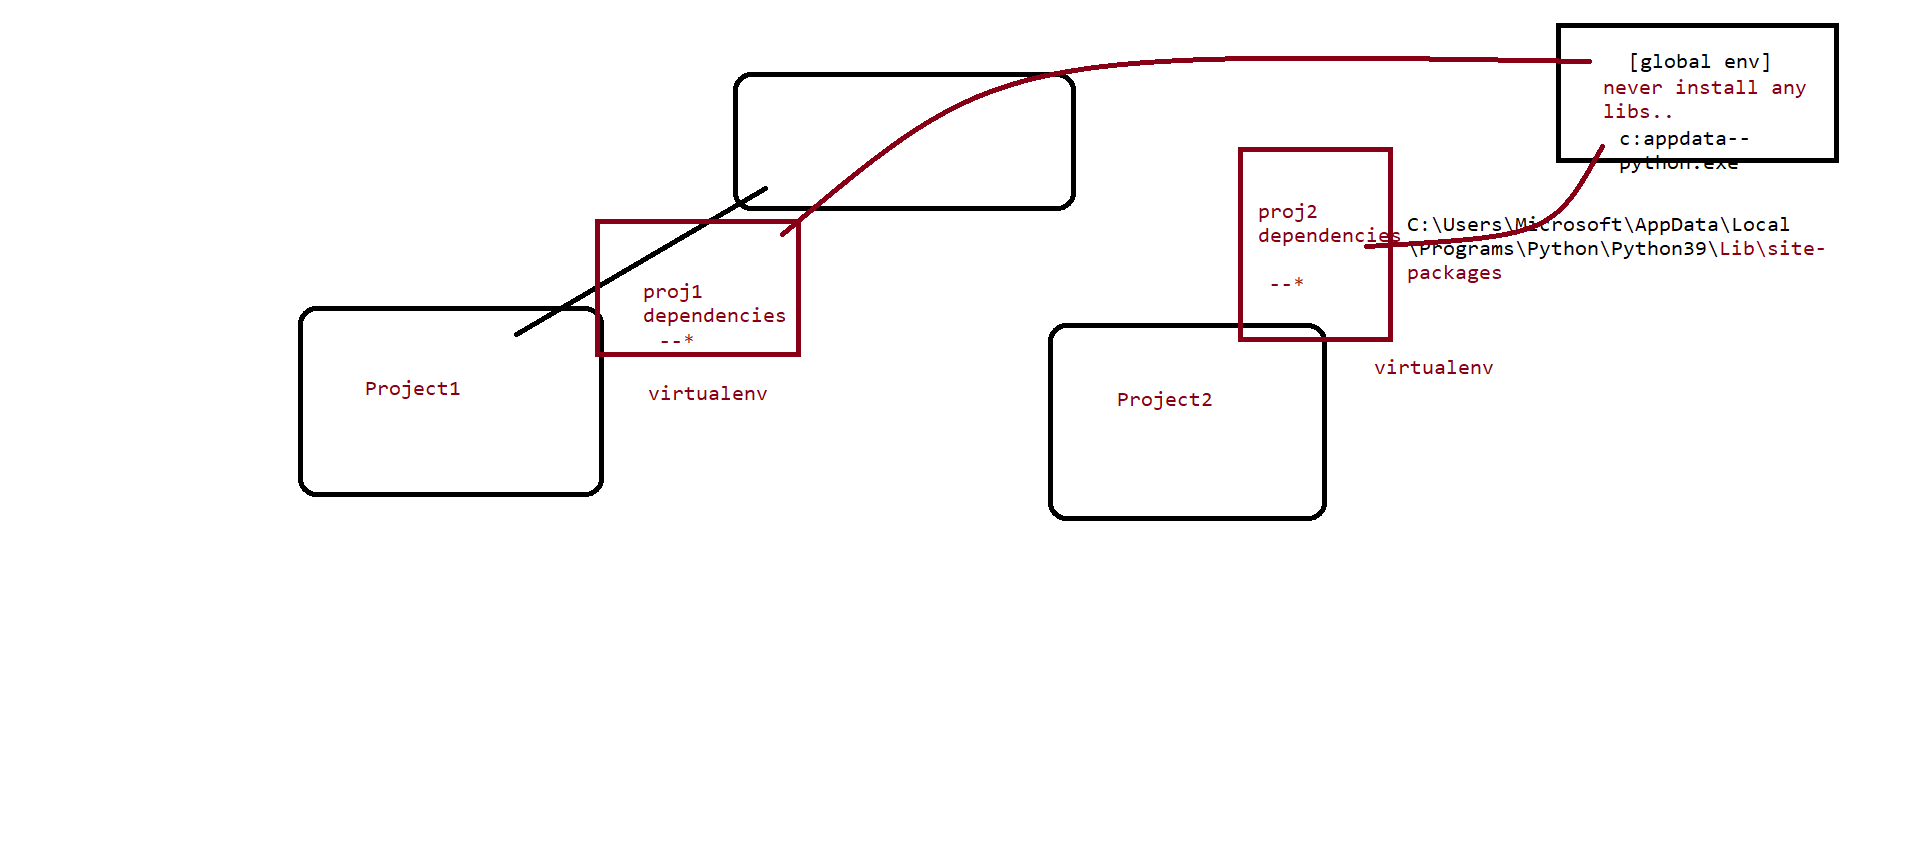 [global env]
never install any
libs..
c:appdata--
python.exe
proj2
dependencies
--*
C:\Users\Microsoft\AppData\Local
\Programs\Python\Python39\Lib\site-
packages
proj1
dependencies
--*
virtualenv
Project1
virtualenv
Project2